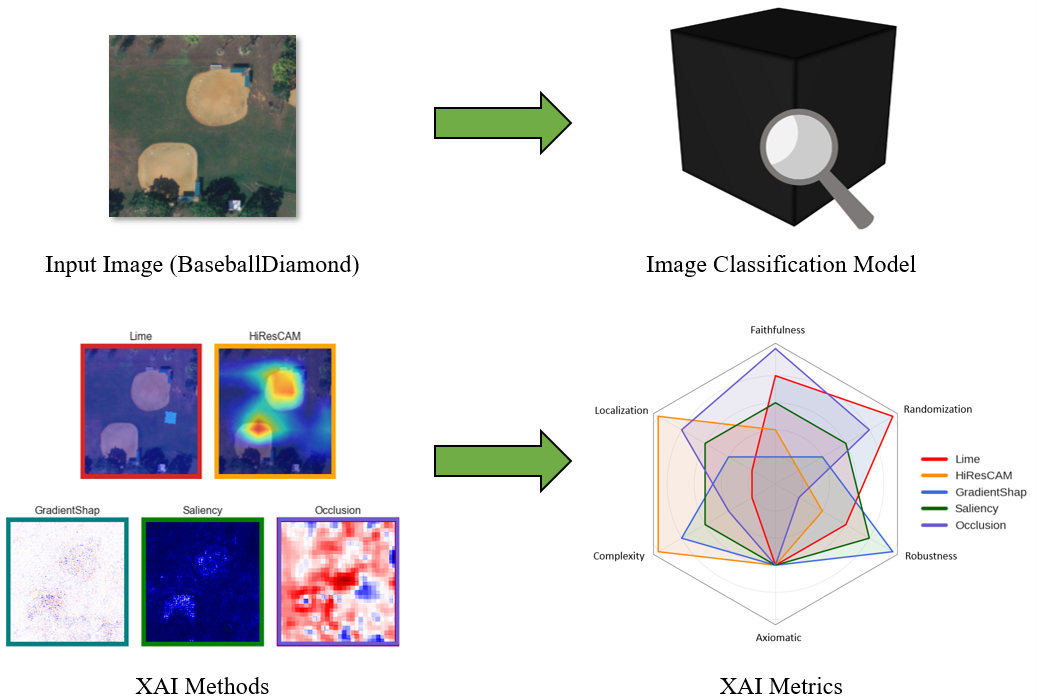 Input Image (BaseballDiamond)
Image Classification Model
Lime
HiResCAM
GradientShap
Saliency
Occlusion
XAI Methods
Faithfulness
Localization
Randomization
Complexity
Robustness
Axiomatic
Lime
HiResCAM
GradientShap
Saliency
Occlusion
XAI Metrics